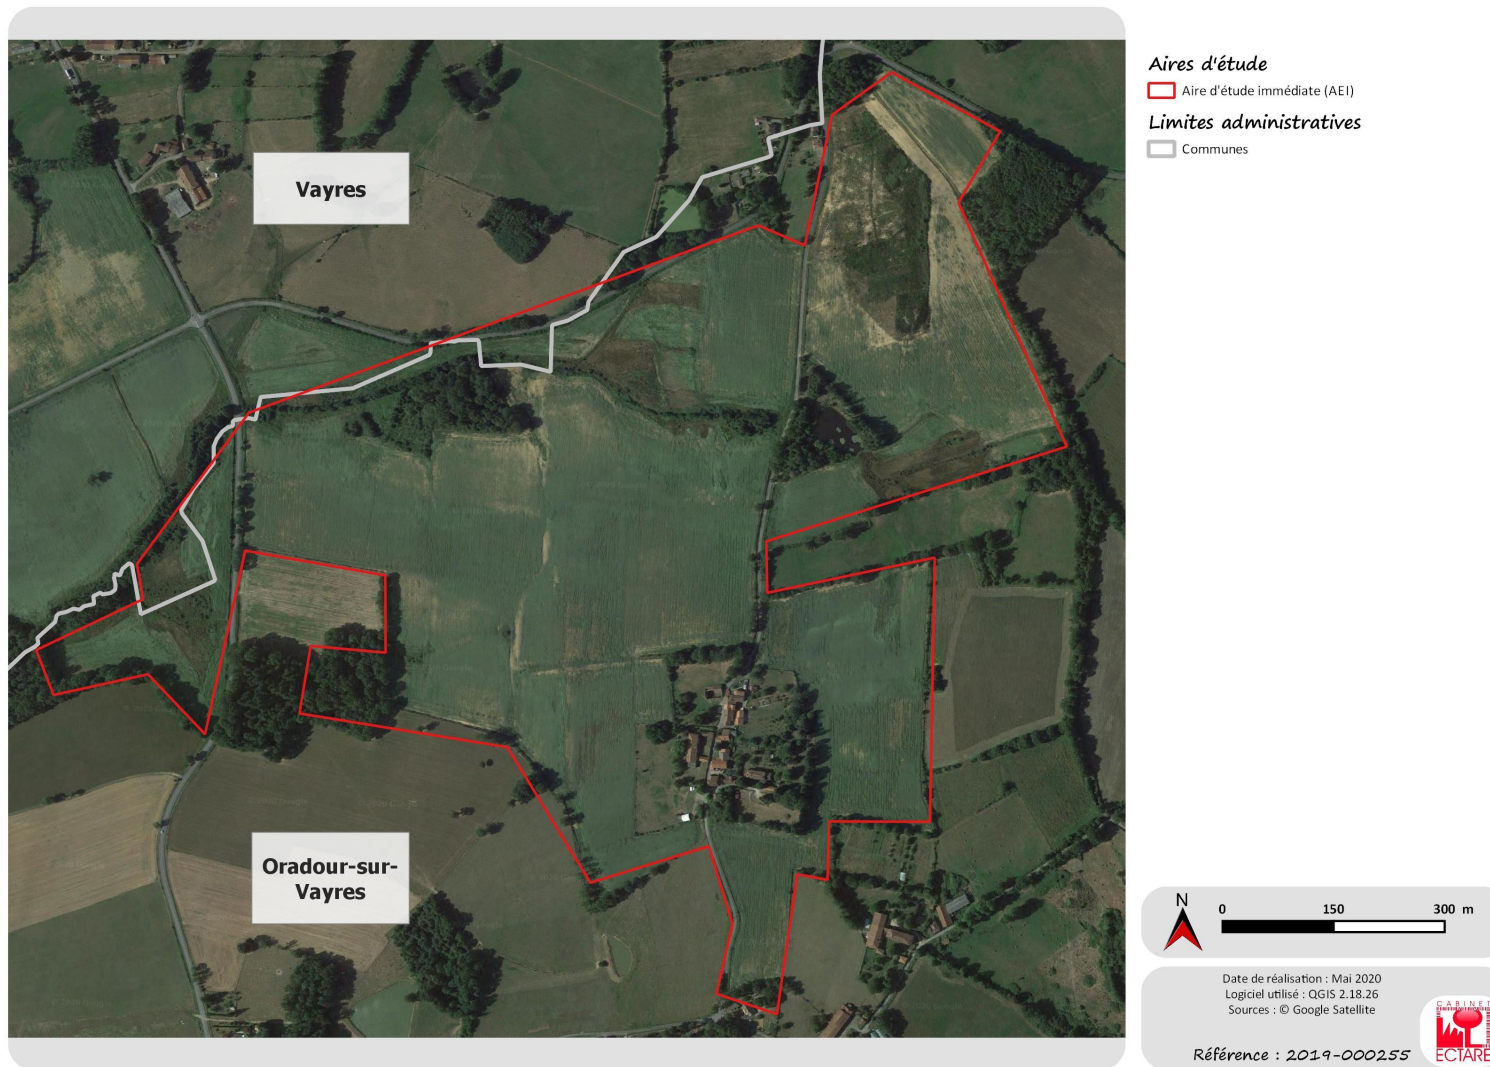 Vayres
Oradour-sur-
Vayres
Aires d'étude
Aire d'étude immédiate (AEI)
Limites administratives
Communes
N
0 150 300 m
Date de réalisation : Mai 2020
Logiciel utilisé : QGIS 2.18.26
Sources : © Google Satellite
Référence : 2019-000255
CABINET
ECTARE